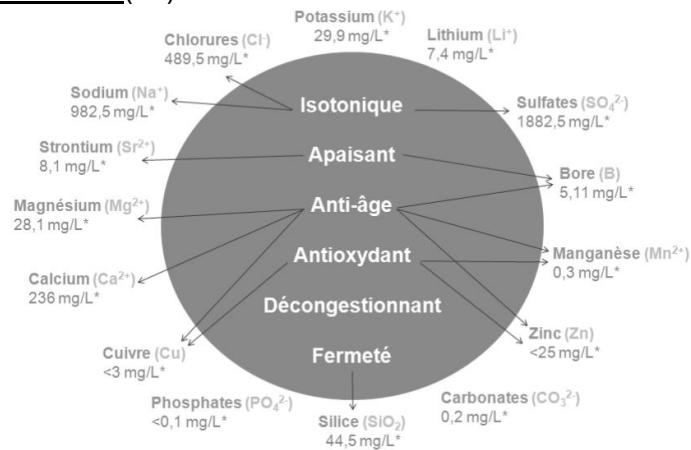 Potassium (K⁺)
29,9 mg/L*
Lithium (Li⁺)
7,4 mg/L*
Chlorures (Cl⁻)
489,5 mg/L*
Sodium (Na⁺)
982,5 mg/L*
Isotonique
Sulfates (SO₄²⁻)
1882,5 mg/L*
Strontium (Sr²⁺)
8,1 mg/L*
Apaisant
Bore (B)
5,11 mg/L*
Magnésium (Mg²⁺)
28,1 mg/L*
Anti-âge
Antioxydant
Manganèse (Mn²⁺)
0,3 mg/L*
Calcium (Ca²⁺)
236 mg/L*
Décongestionnant
Zinc (Zn)
<25 mg/L*
Cuivre (Cu)
<3 mg/L*
Fermeté
Phosphates (PO₄²⁻)
<0,1 mg/L*
Silice (SiO₂)
44,5 mg/L*
Carbonates (CO₃²⁻)
0,2 mg/L*